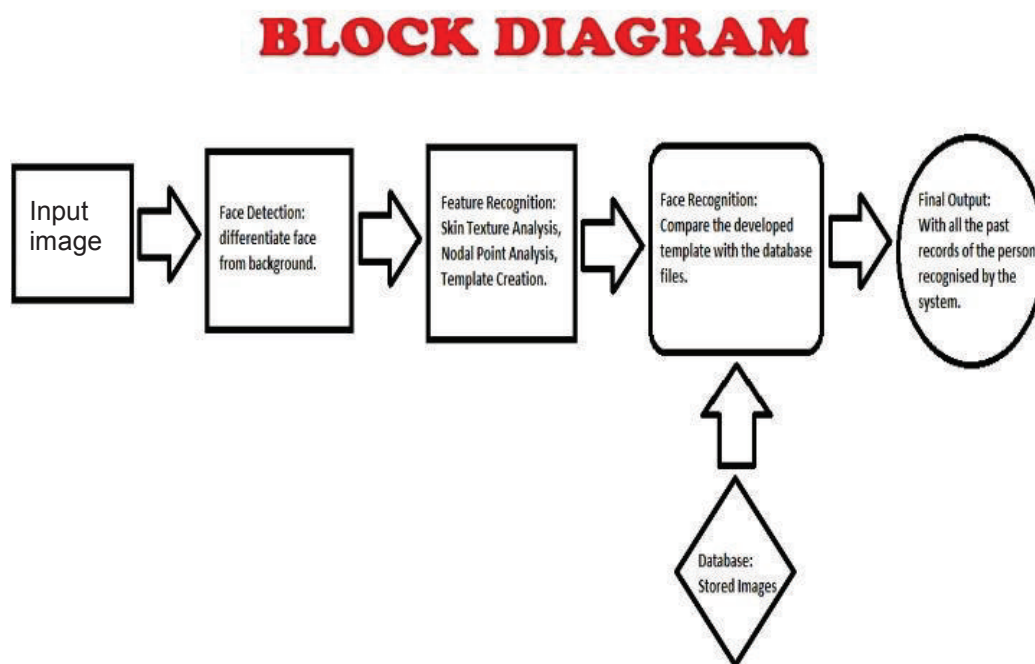 BLOCK DIAGRAM
Input
image
Face Detection:
differentiate face
from background.
Feature Recognition:
Skin Texture Analysis,
Nodal Point Analysis,
Template Creation.
Face Recognition:
Compare the developed
template with the database
files.
Final Output:
With all the past
records of the person
recognised by the
system.
Database:
Stored Images